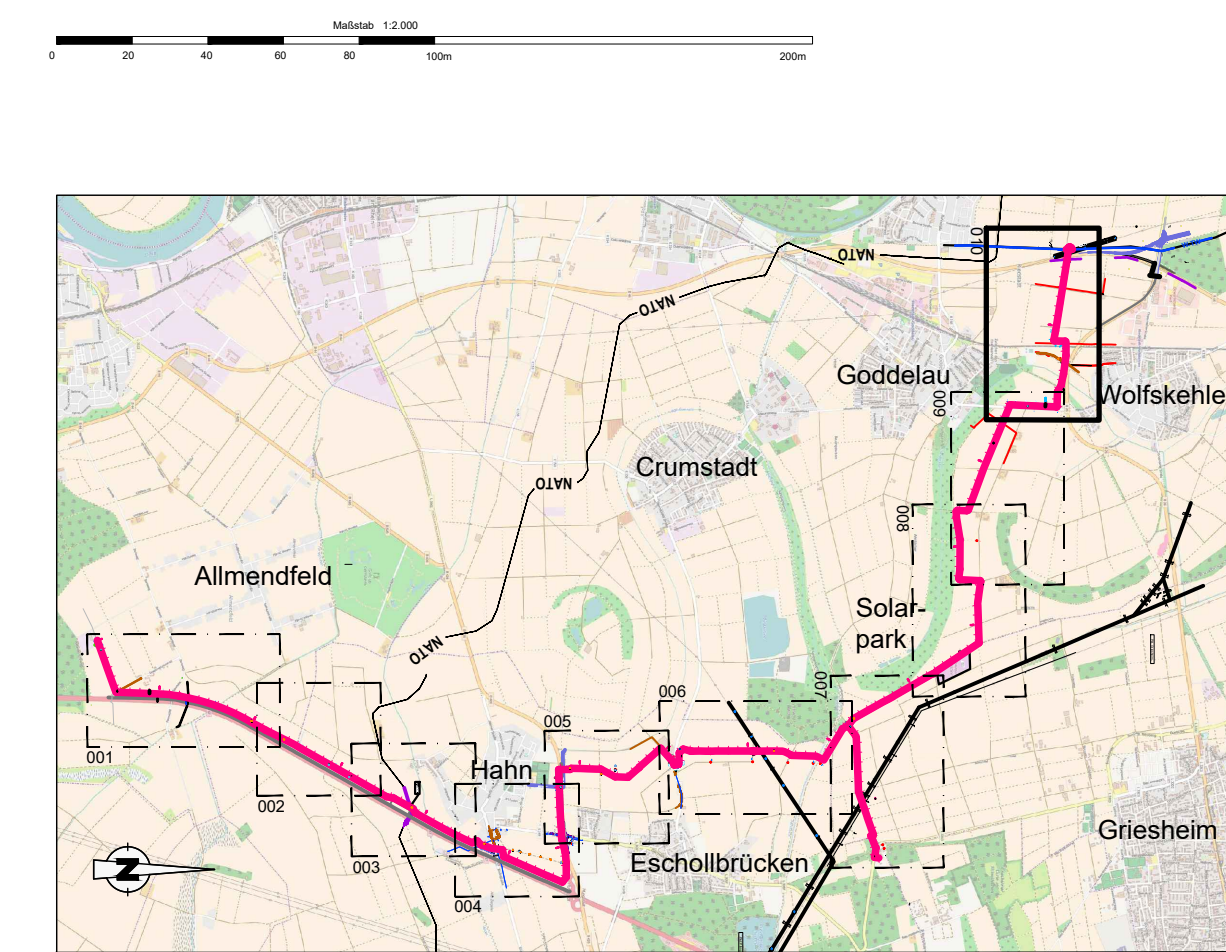 Maßstab 1:2.000
0 20 40 60 80 100m 200m
010
NATO
NATO
Goddelau
Wolfskehle
009
Crumstadt
NATO
008
Allmendfeld
Solar-
park
NATO
007
006
005
001
Hahn
002
Griesheim
003
Eschollbrücken
004
N